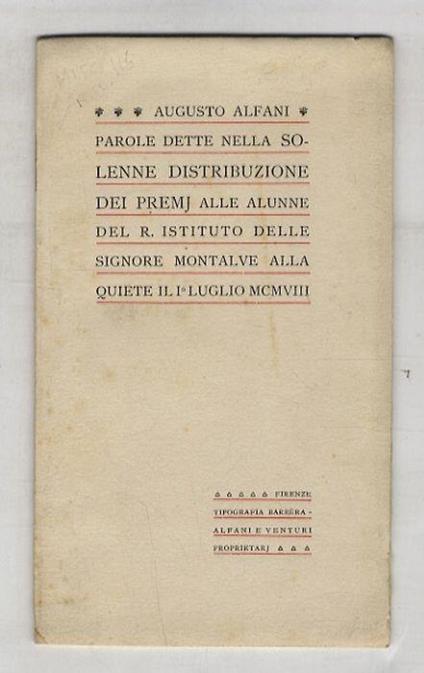 AUGUSTO ALFANI
PAROLE DETTE NELLA SO-
LENNE DISTRIBUZIONE
DEI PREMJ ALLE ALUNNE
DEL R. ISTITUTO DELLE
SIGNORE MONTALVE ALLA
QUIETE IL Iº LUGLIO MCMVIII
FIRENZE
TIPOGRAFIA BARBÈRA -
ALFANI E VENTURI
PROPRIETARJ